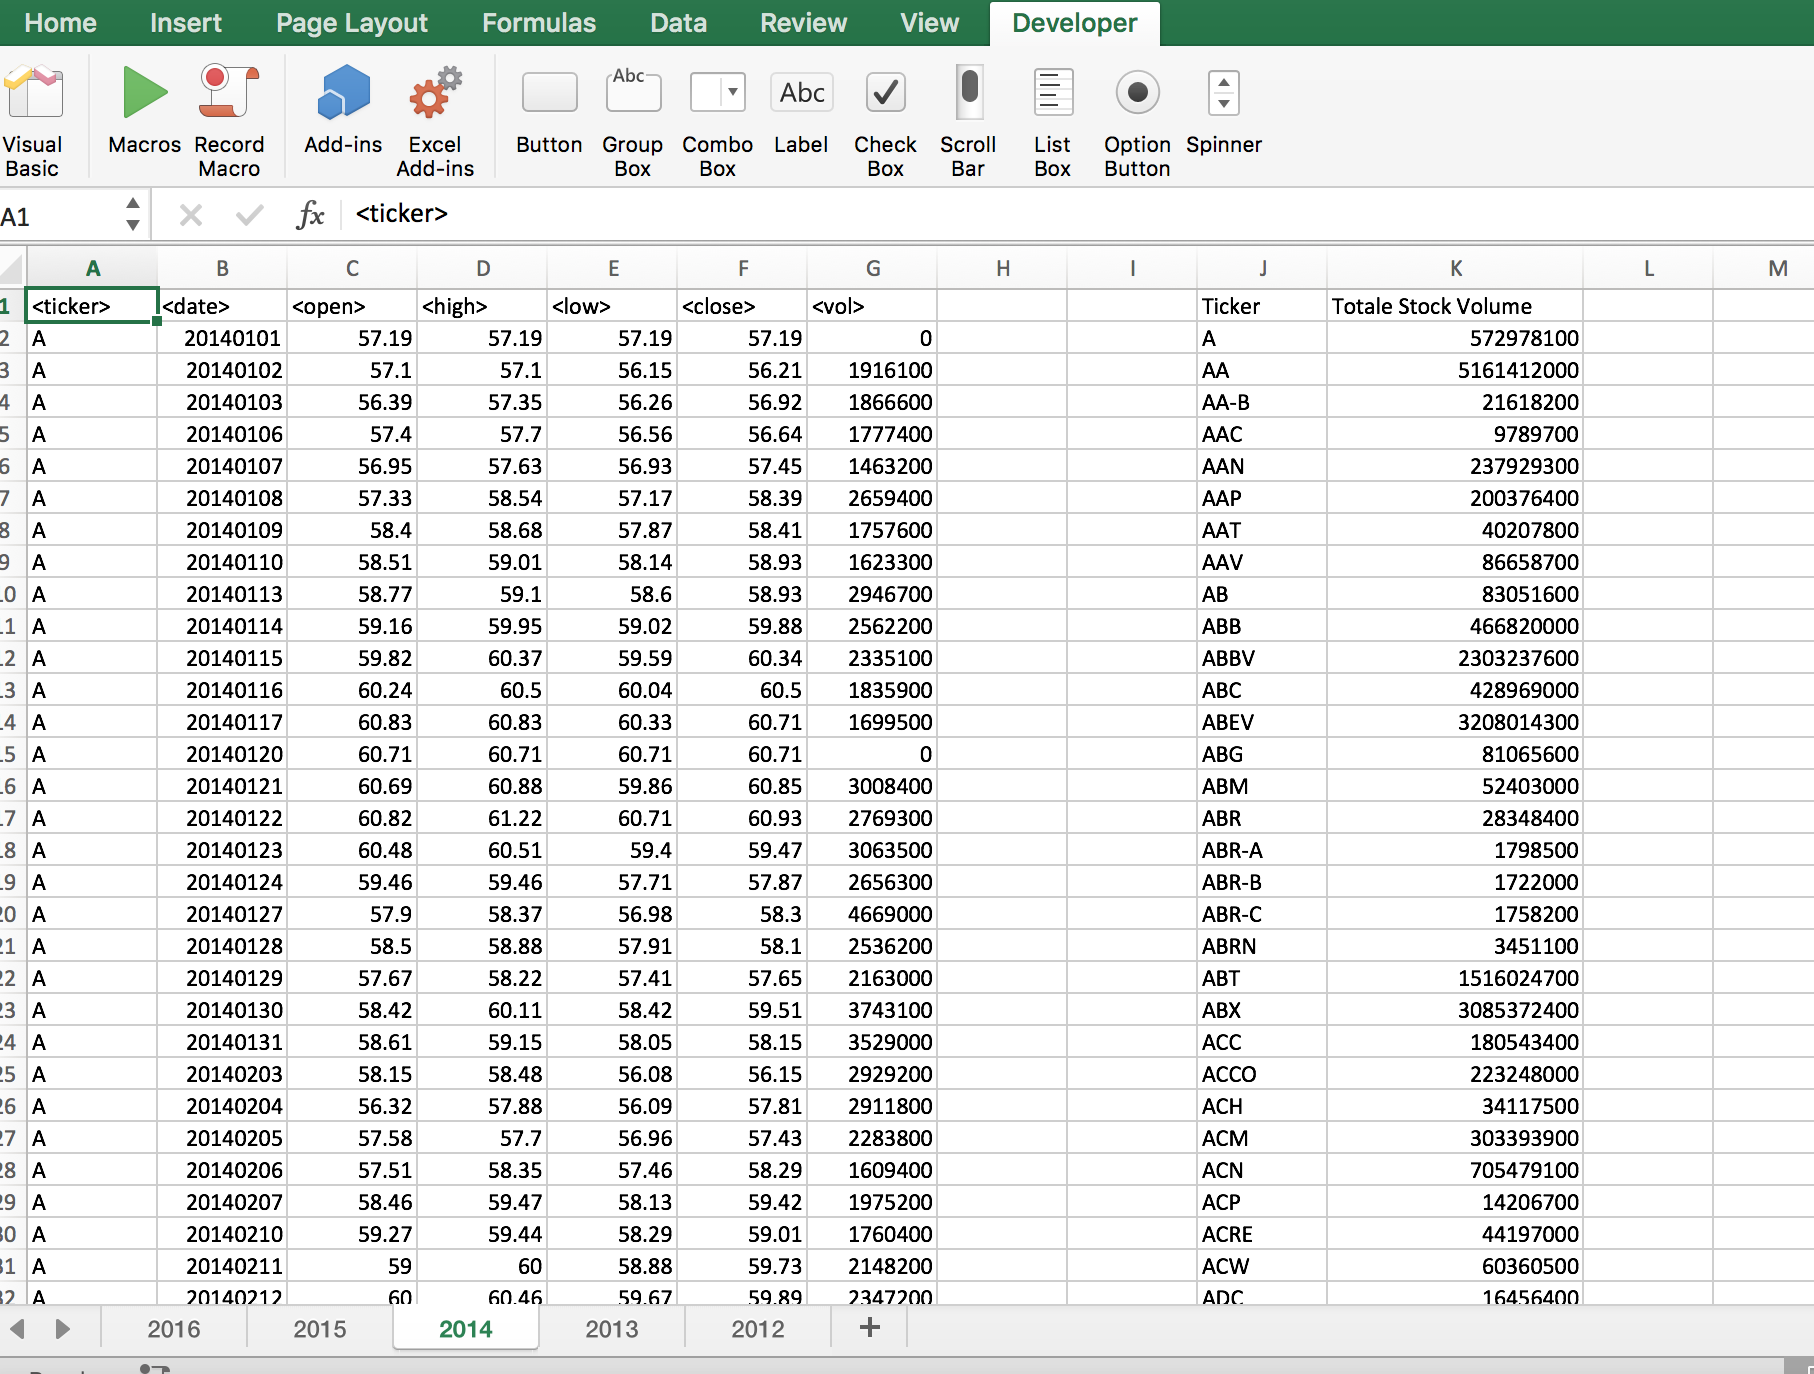 Home Insert Page Layout Formulas Data Review View Developer
Abc Abc
Visual Basic Macros Record Macro Add-ins Excel Add-ins Button Group Box Combo Box Label Check Box Scroll Bar List Box Option Button Spinner
A1 fx <ticker>
A B C D E F G H I J K L M
1 <ticker> <date> <open> <high> <low> <close> <vol> Ticker Totale Stock Volume
2 A 20140101 57.19 57.19 57.19 57.19 0 A 572978100
3 A 20140102 57.1 57.1 56.15 56.21 1916100 AA 5161412000
4 A 20140103 56.39 57.35 56.26 56.92 1866600 AA-B 21618200
5 A 20140106 57.4 57.7 56.56 56.64 1777400 AAC 9789700
6 A 20140107 56.95 57.63 56.93 57.45 1463200 AAN 237929300
7 A 20140108 57.33 58.54 57.17 58.39 2659400 AAP 200376400
8 A 20140109 58.4 58.68 57.87 58.41 1757600 AAT 40207800
9 A 20140110 58.51 59.01 58.14 58.93 1623300 AAV 86658700
10 A 20140113 58.77 59.1 58.6 58.93 2946700 AB 83051600
11 A 20140114 59.16 59.95 59.02 59.88 2562200 ABB 466820000
12 A 20140115 59.82 60.37 59.59 60.34 2335100 ABBV 2303237600
13 A 20140116 60.24 60.5 60.04 60.5 1835900 ABC 428969000
14 A 20140117 60.83 60.83 60.33 60.71 1699500 ABEV 3208014300
15 A 20140120 60.71 60.71 60.71 60.71 0 ABG 81065600
16 A 20140121 60.69 60.88 59.86 60.85 3008400 ABM 52403000
17 A 20140122 60.82 61.22 60.71 60.93 2769300 ABR 28348400
18 A 20140123 60.48 60.51 59.4 59.47 3063500 ABR-A 1798500
19 A 20140124 59.46 59.46 57.71 57.87 2656300 ABR-B 1722000
20 A 20140127 57.9 58.37 56.98 58.3 4669000 ABR-C 1758200
21 A 20140128 58.5 58.88 57.91 58.1 2536200 ABRN 3451100
22 A 20140129 57.67 58.22 57.41 57.65 2163000 ABT 1516024700
23 A 20140130 58.42 60.11 58.42 59.51 3743100 ABX 3085372400
24 A 20140131 58.61 59.15 58.05 58.15 3529000 ACC 180543400
25 A 20140203 58.15 58.48 56.08 56.15 2929200 ACCO 223248000
26 A 20140204 56.32 57.88 56.09 57.81 2911800 ACH 34117500
27 A 20140205 57.58 57.7 56.96 57.43 2283800 ACM 303393900
28 A 20140206 57.51 58.35 57.46 58.29 1609400 ACN 705479100
29 A 20140207 58.46 59.47 58.13 59.42 1975200 ACP 14206700
30 A 20140210 59.27 59.44 58.29 59.01 1760400 ACRE 44197000
31 A 20140211 59 60 58.88 59.73 2148200 ACW 60360500
32 A 20140212 60 60.46 59.67 59.89 2347200 ADC 16456400
2016 2015 2014 2013 2012 +